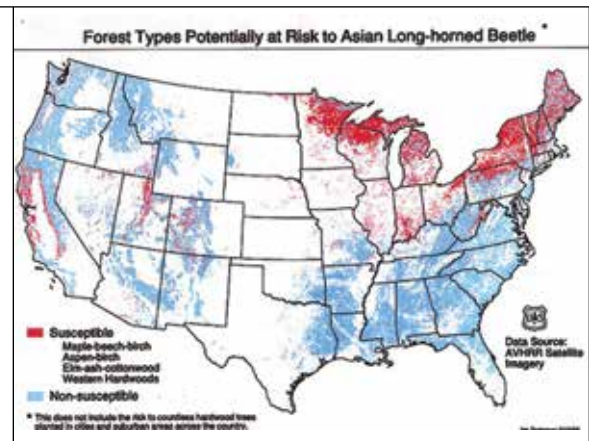 Forest Types Potentially at Risk to Asian Long-horned Beetle *
Susceptible
Maple-beech-birch
Aspen-birch
Elm-ash-cottonwood
Western Hardwoods
Non-susceptible
* This does not include the risk to countless hardwood trees
planted in cities and suburban areas across the country.
Data Source:
AVHRR Satellite
Imagery